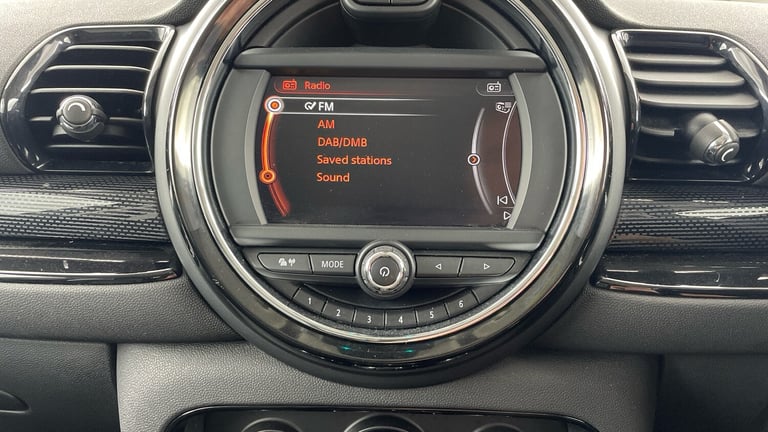 Radio
FM
AM
DAB/DMB
Saved stations
Sound
MODE
1 2 3 4 5 6